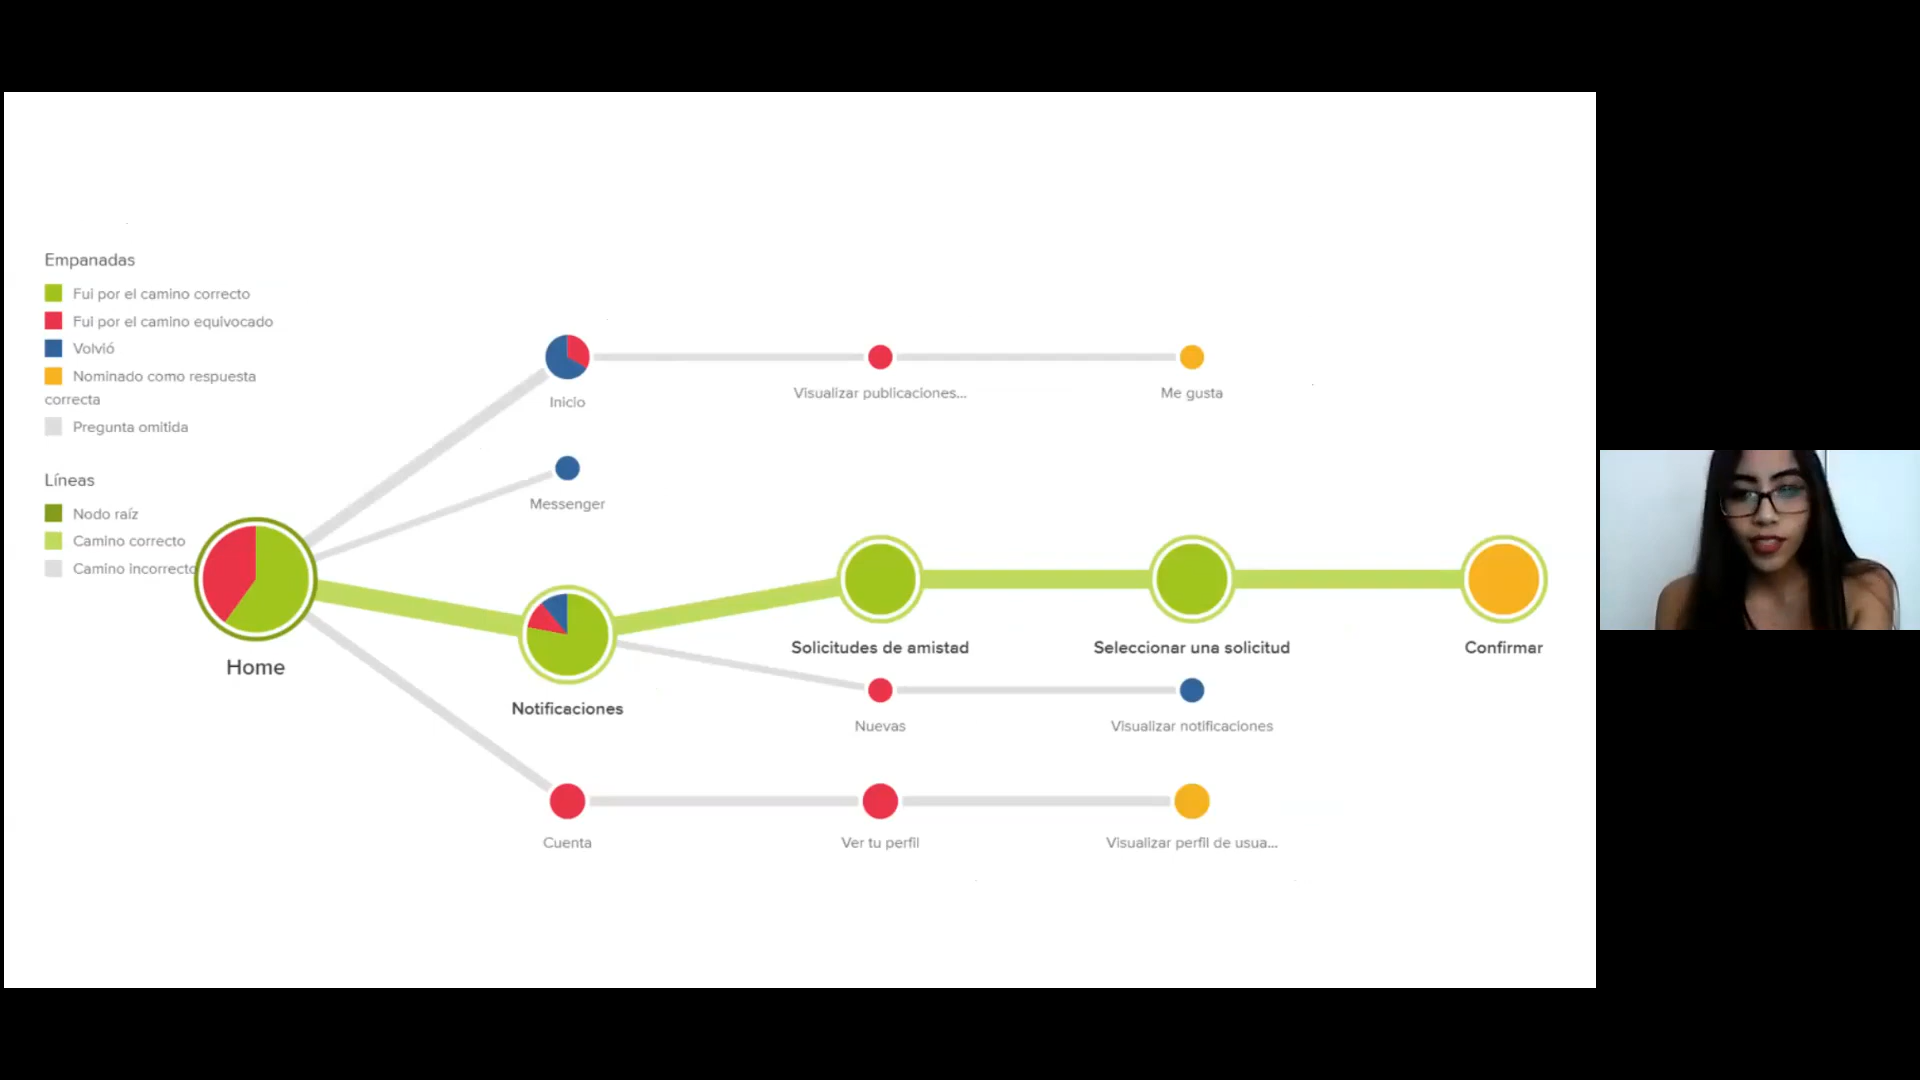 Empanadas
Fui por el camino correcto
Fui por el camino equivocado
Volvió
Nominado como respuesta
correcta
Pregunta omitida
Líneas
Nodo raíz
Camino correcto
Camino incorrecto
Inicio
Visualizar publicaciones...
Me gusta
Messenger
Home
Notificaciones
Solicitudes de amistad
Seleccionar una solicitud
Confirmar
Nuevas
Visualizar notificaciones
Cuenta
Ver tu perfil
Visualizar perfil de usua...